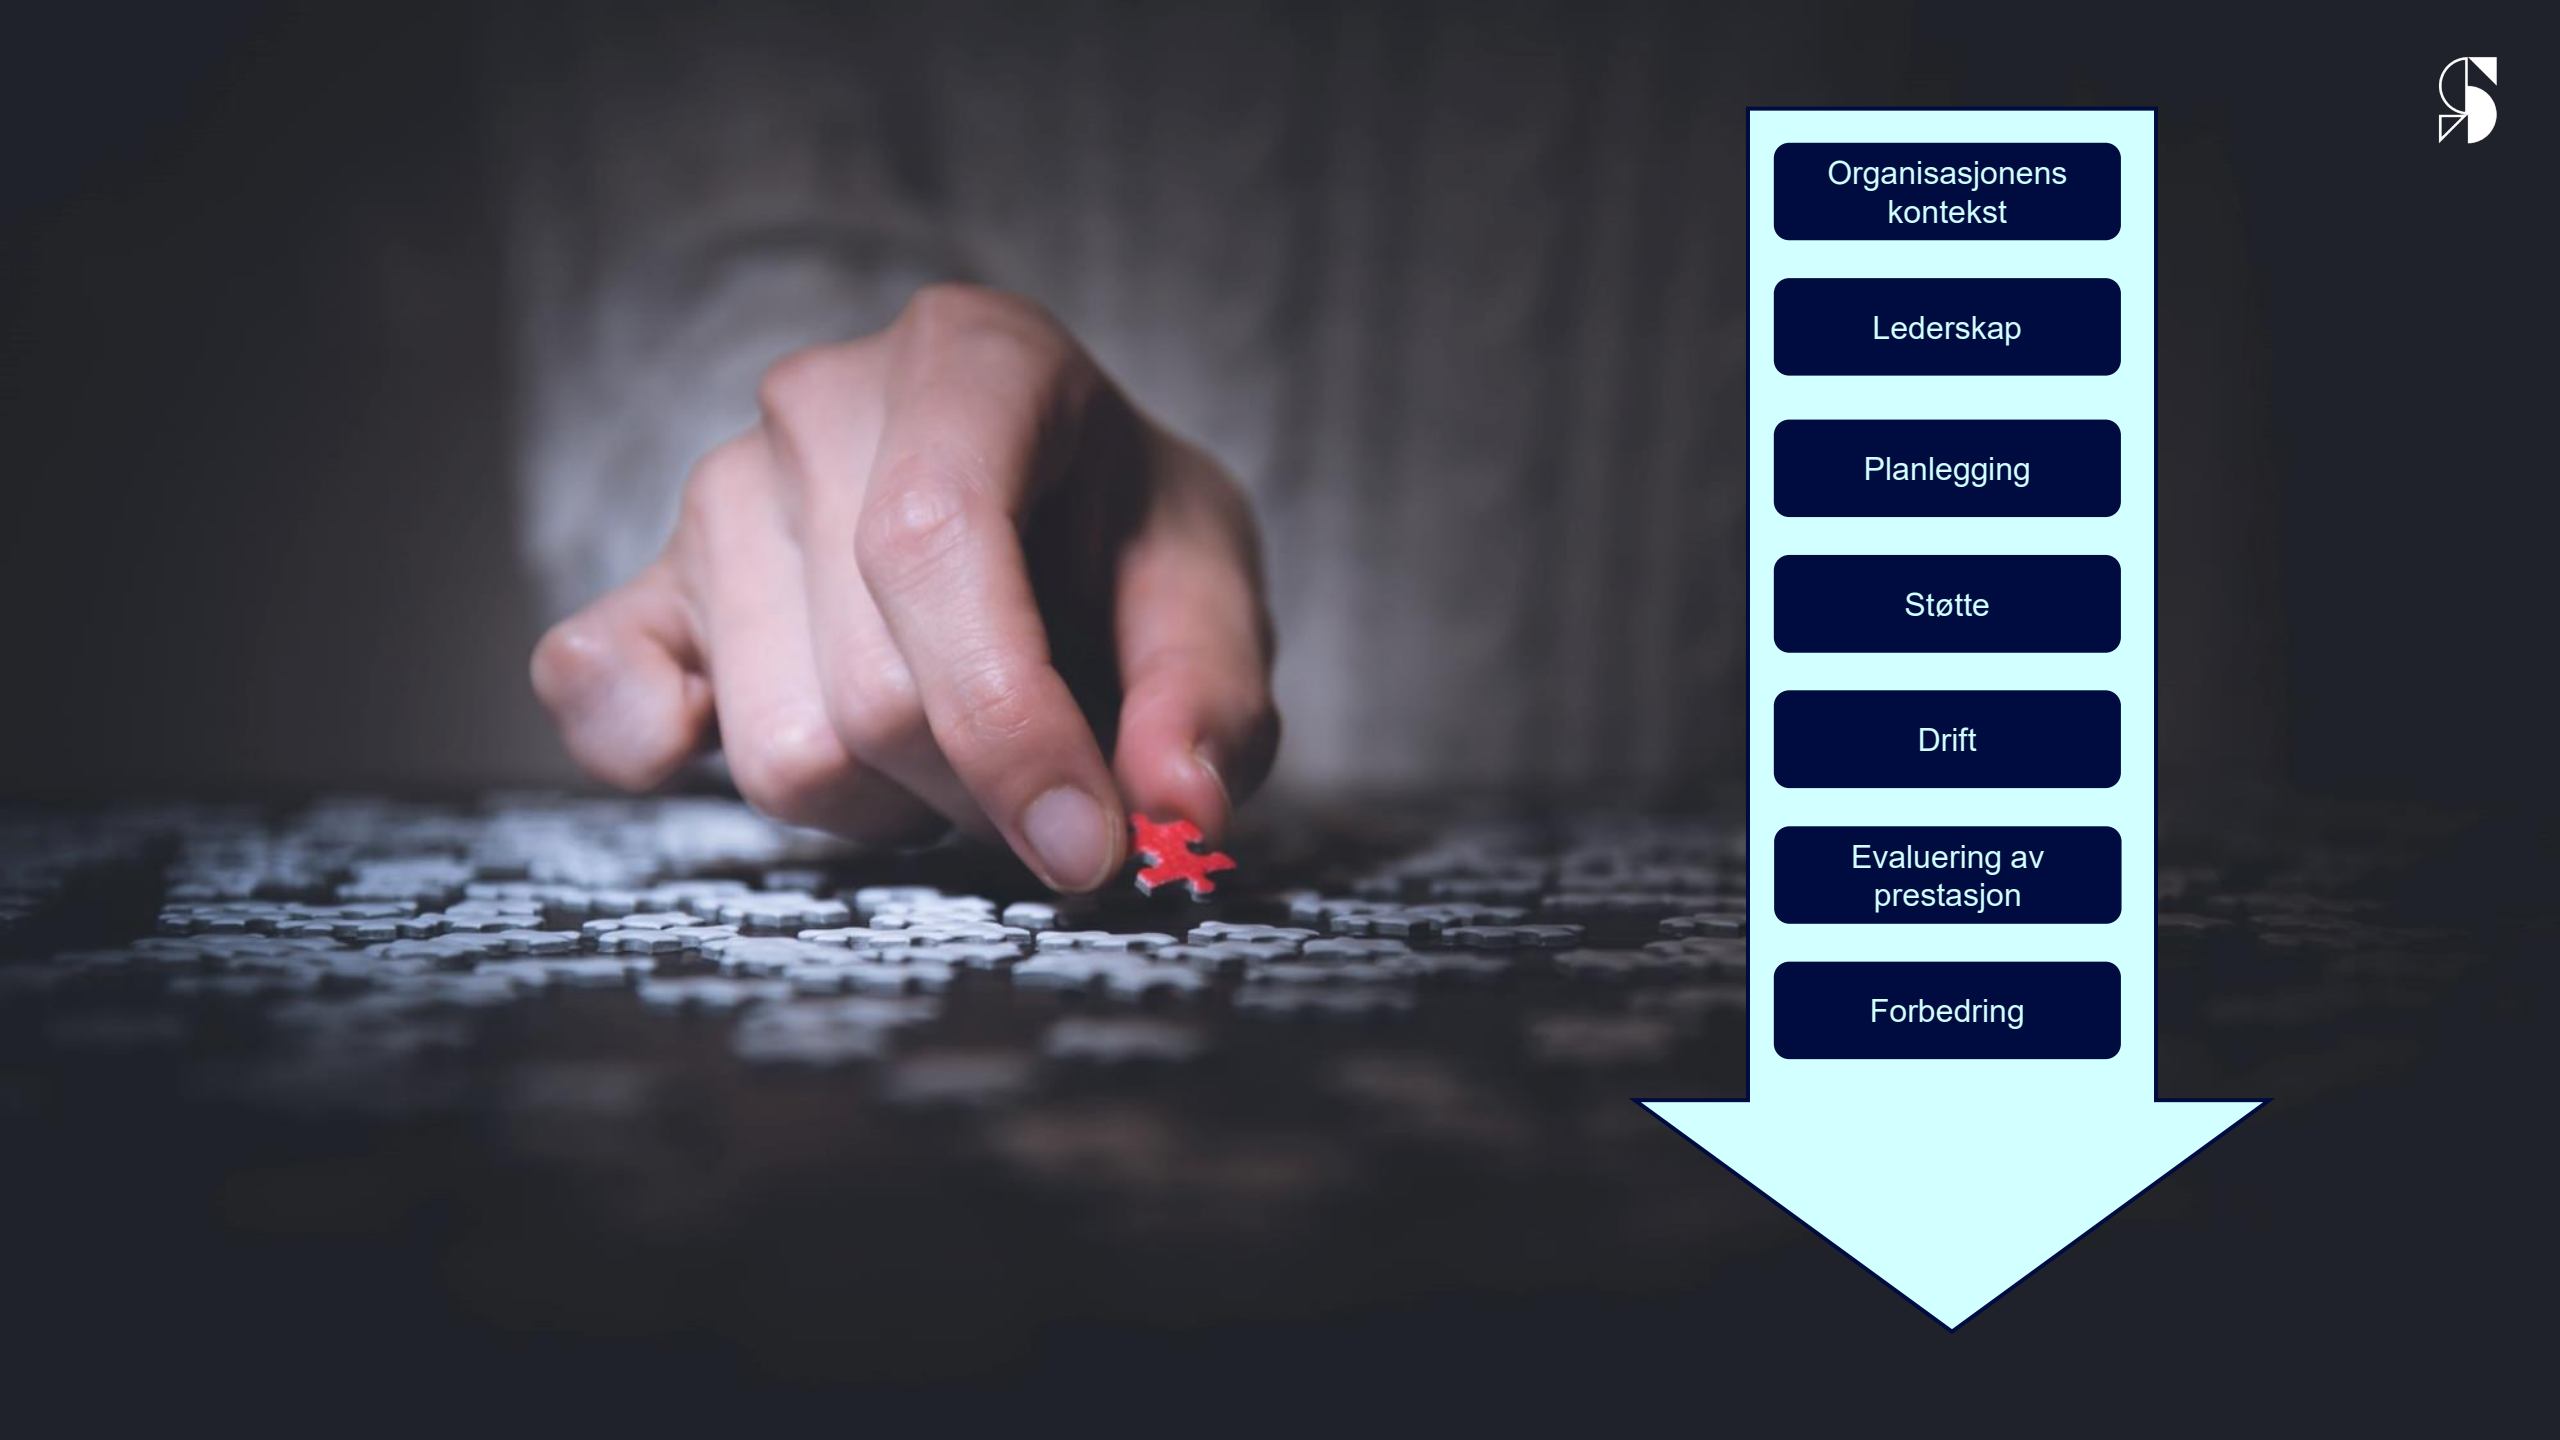 Organisasjonens
kontekst
Lederskap
Planlegging
Støtte
Drift
Evaluering av
prestasjon
Forbedring